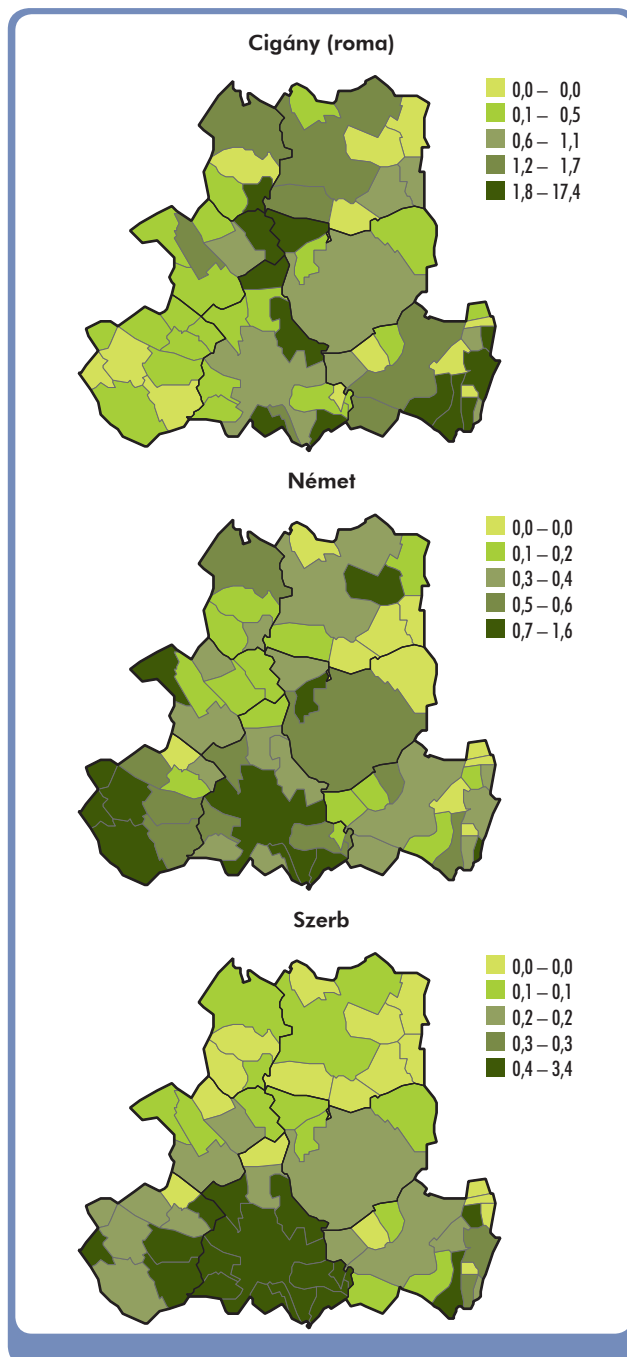 Cigány (roma)
0,0 – 0,0
0,1 – 0,5
0,6 – 1,1
1,2 – 1,7
1,8 – 17,4
Német
0,0 – 0,0
0,1 – 0,2
0,3 – 0,4
0,5 – 0,6
0,7 – 1,6
Szerb
0,0 – 0,0
0,1 – 0,1
0,2 – 0,2
0,3 – 0,3
0,4 – 3,4